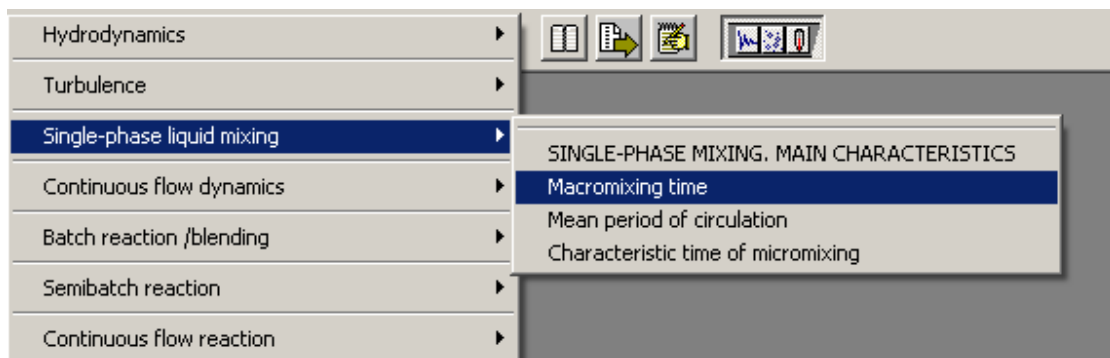 Hydrodynamics
Turbulence
Single-phase liquid mixing
Continuous flow dynamics
Batch reaction /blending
Semibatch reaction
Continuous flow reaction
SINGLE-PHASE MIXING. MAIN CHARACTERISTICS
Macromixing time
Mean period of circulation
Characteristic time of micromixing